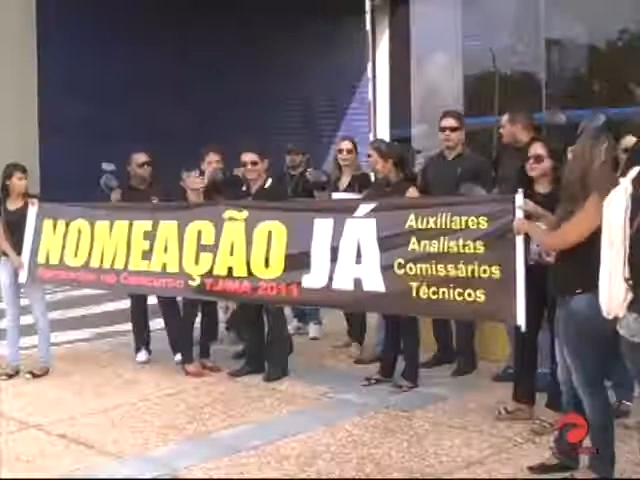 NOMEAÇÃO JÁ
Aprovados no Concurso TJMA 2011
Auxiliares
Analistas
Comissários
Técnicos